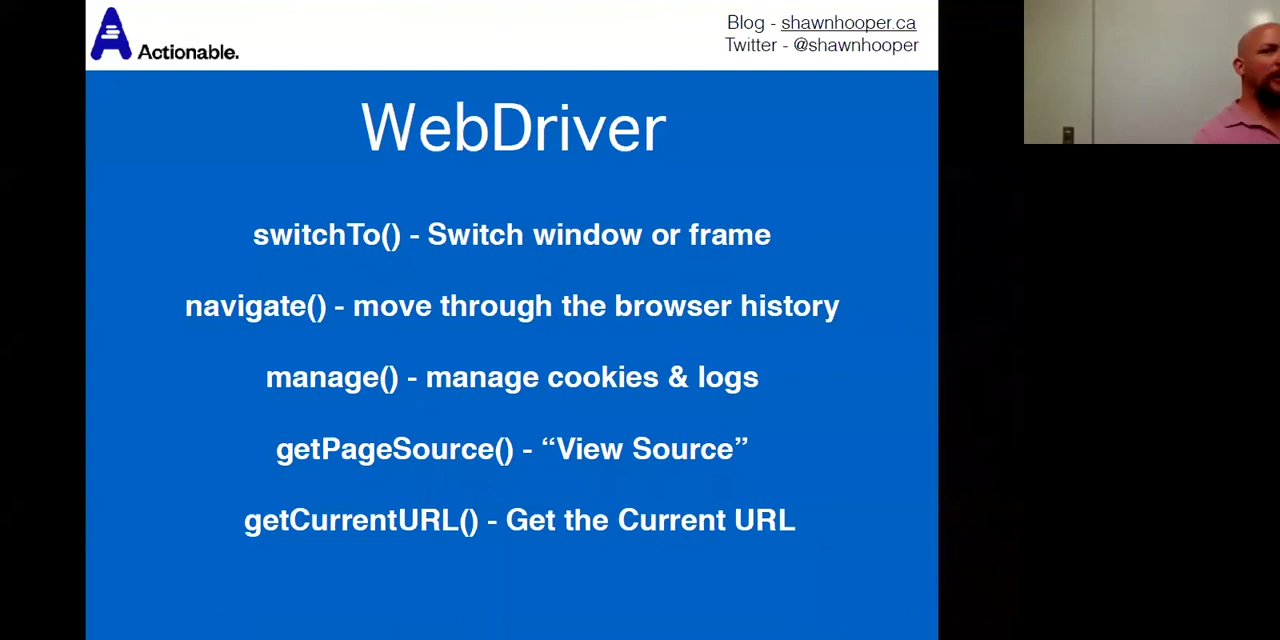 Actionable.
Blog - shawnhooper.ca
Twitter - @shawnhooper
WebDriver
switchTo() - Switch window or frame
navigate() - move through the browser history
manage() - manage cookies & logs
getPageSource() - “View Source”
getCurrentURL() - Get the Current URL